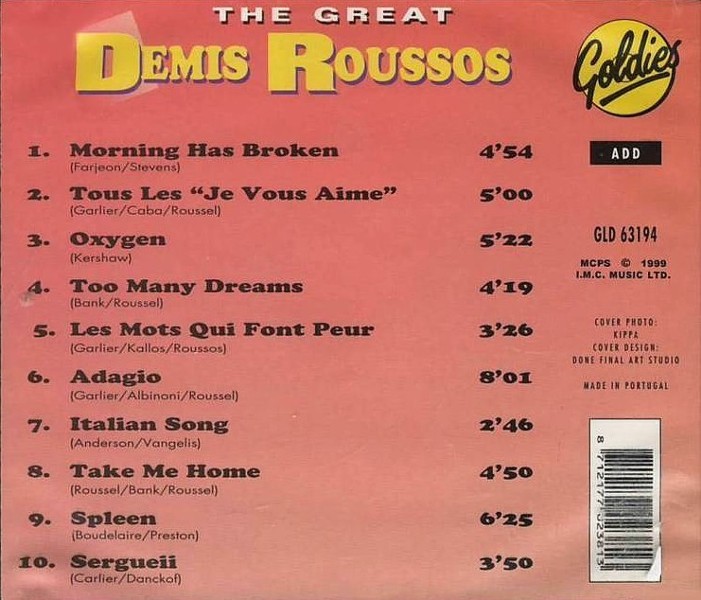 THE GREAT
DEMIS ROUSSOS
Goldies
1. Morning Has Broken 4'54
(Farjeon/Stevens)
ADD
2. Tous Les “Je Vous Aime” 5'00
(Garlier/Caba/Roussel)
3. Oxygen 5'22
(Kershaw)
GLD 63194
MCPS © 1999
I.M.C. MUSIC LTD.
4. Too Many Dreams 4'19
(Bank/Roussel)
5. Les Mots Qui Font Peur 3'26
(Garlier/Kallos/Roussos)
COVER PHOTO:
KIPPA
COVER DESIGN:
DONE FINAL ART STUDIO
MADE IN PORTUGAL
6. Adagio 8'01
(Garlier/Albinoni/Roussel)
7. Italian Song 2'46
(Anderson/Vangelis)
8. Take Me Home 4'50
(Roussel/Bank/Roussel)
9. Spleen 6'25
(Boudelaire/Preston)
10. Sergueii 3'50
(Carlier/Danckof)
8 712177 323813